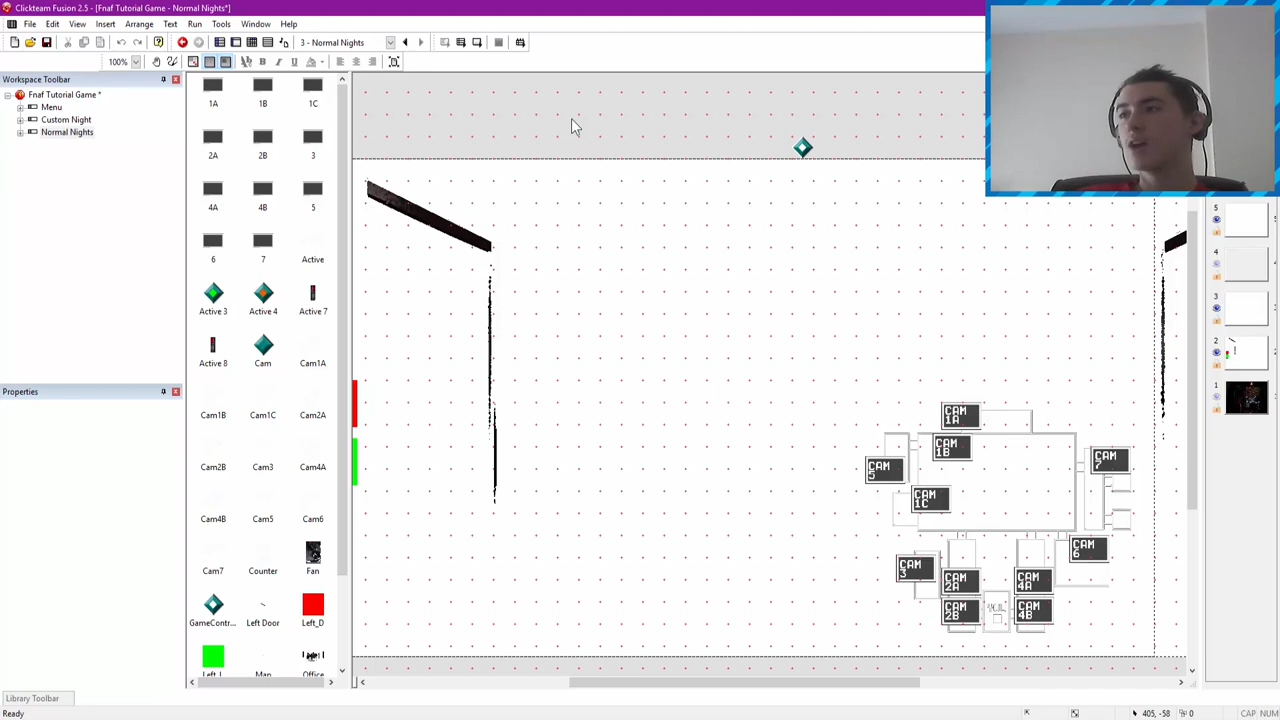 Clickteam Fusion 2.5 - [Fnaf Tutorial Game - Normal Nights*]
File Edit View Insert Arrange Text Run Tools Window Help
3 - Normal Nights
100%
Workspace Toolbar
Fnaf Tutorial Game *
Menu
Custom Night
Normal Nights
Properties
1A 1B 1C
2A 2B 3
4A 4B 5
6 7 Active
Active 3 Active 4 Active 7
Active 8 Cam Cam1A
Cam1B Cam1C Cam2A
Cam2B Cam3 Cam4A
Cam4B Cam5 Cam6
Cam7 Counter Fan
GameContr... Left Door Left_D
Left_L Map Office
CAM
1A
CAM
1B
CAM
5
CAM
7
CAM
1C
CAM
6
CAM
3
CAM
2A
CAM
4A
CAM
2B
CAM
4B
5
4
3
2
1
Library Toolbar
Ready
405, -58
0
CAP NUM